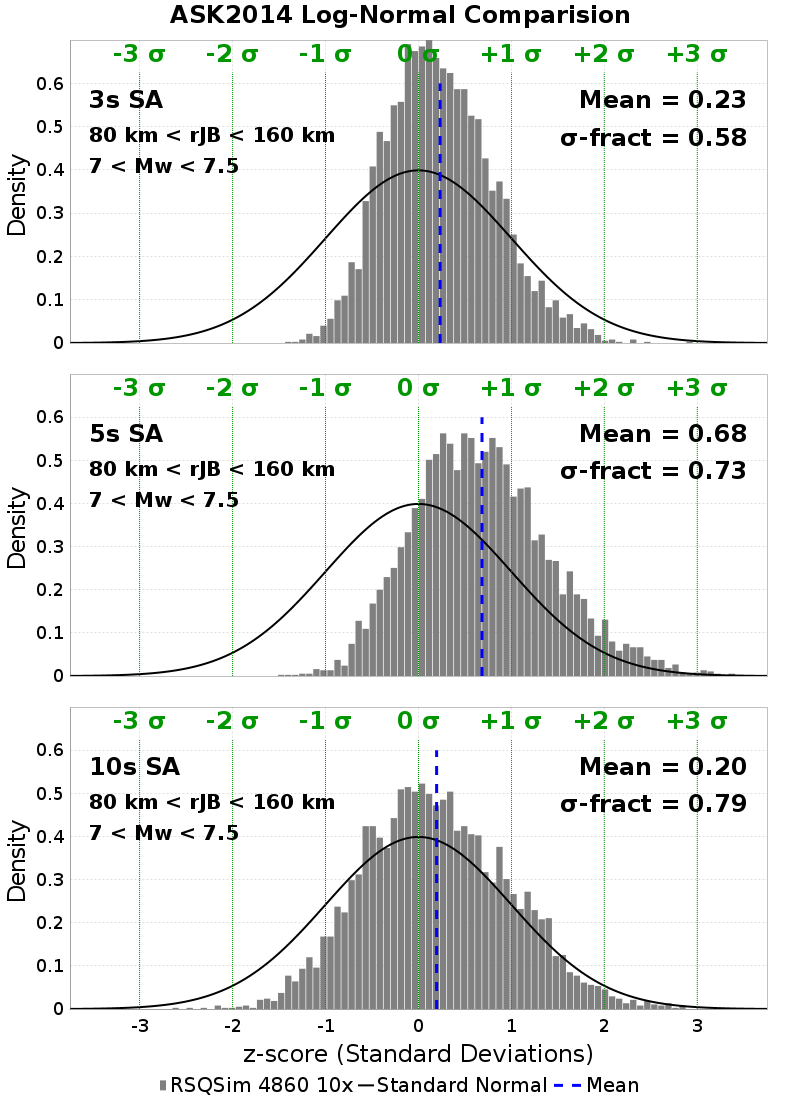 ASK2014 Log-Normal Comparision
-3 σ -2 σ -1 σ 0 σ +1 σ +2 σ +3 σ
0.6
3s SA Mean = 0.23
0.5
80 km < rJB < 160 km σ-fract = 0.58
7 < Mw < 7.5
0.4
0.3
0.2
0.1
0
Density
-3 σ -2 σ -1 σ 0 σ +1 σ +2 σ +3 σ
0.6
5s SA Mean = 0.68
0.5
80 km < rJB < 160 km σ-fract = 0.73
7 < Mw < 7.5
0.4
0.3
0.2
0.1
0
Density
-3 σ -2 σ -1 σ 0 σ +1 σ +2 σ +3 σ
0.6
10s SA Mean = 0.20
0.5
80 km < rJB < 160 km σ-fract = 0.79
7 < Mw < 7.5
0.4
0.3
0.2
0.1
0
Density
-3 -2 -1 0 1 2 3
z-score (Standard Deviations)
RSQSim 4860 10x Standard Normal Mean